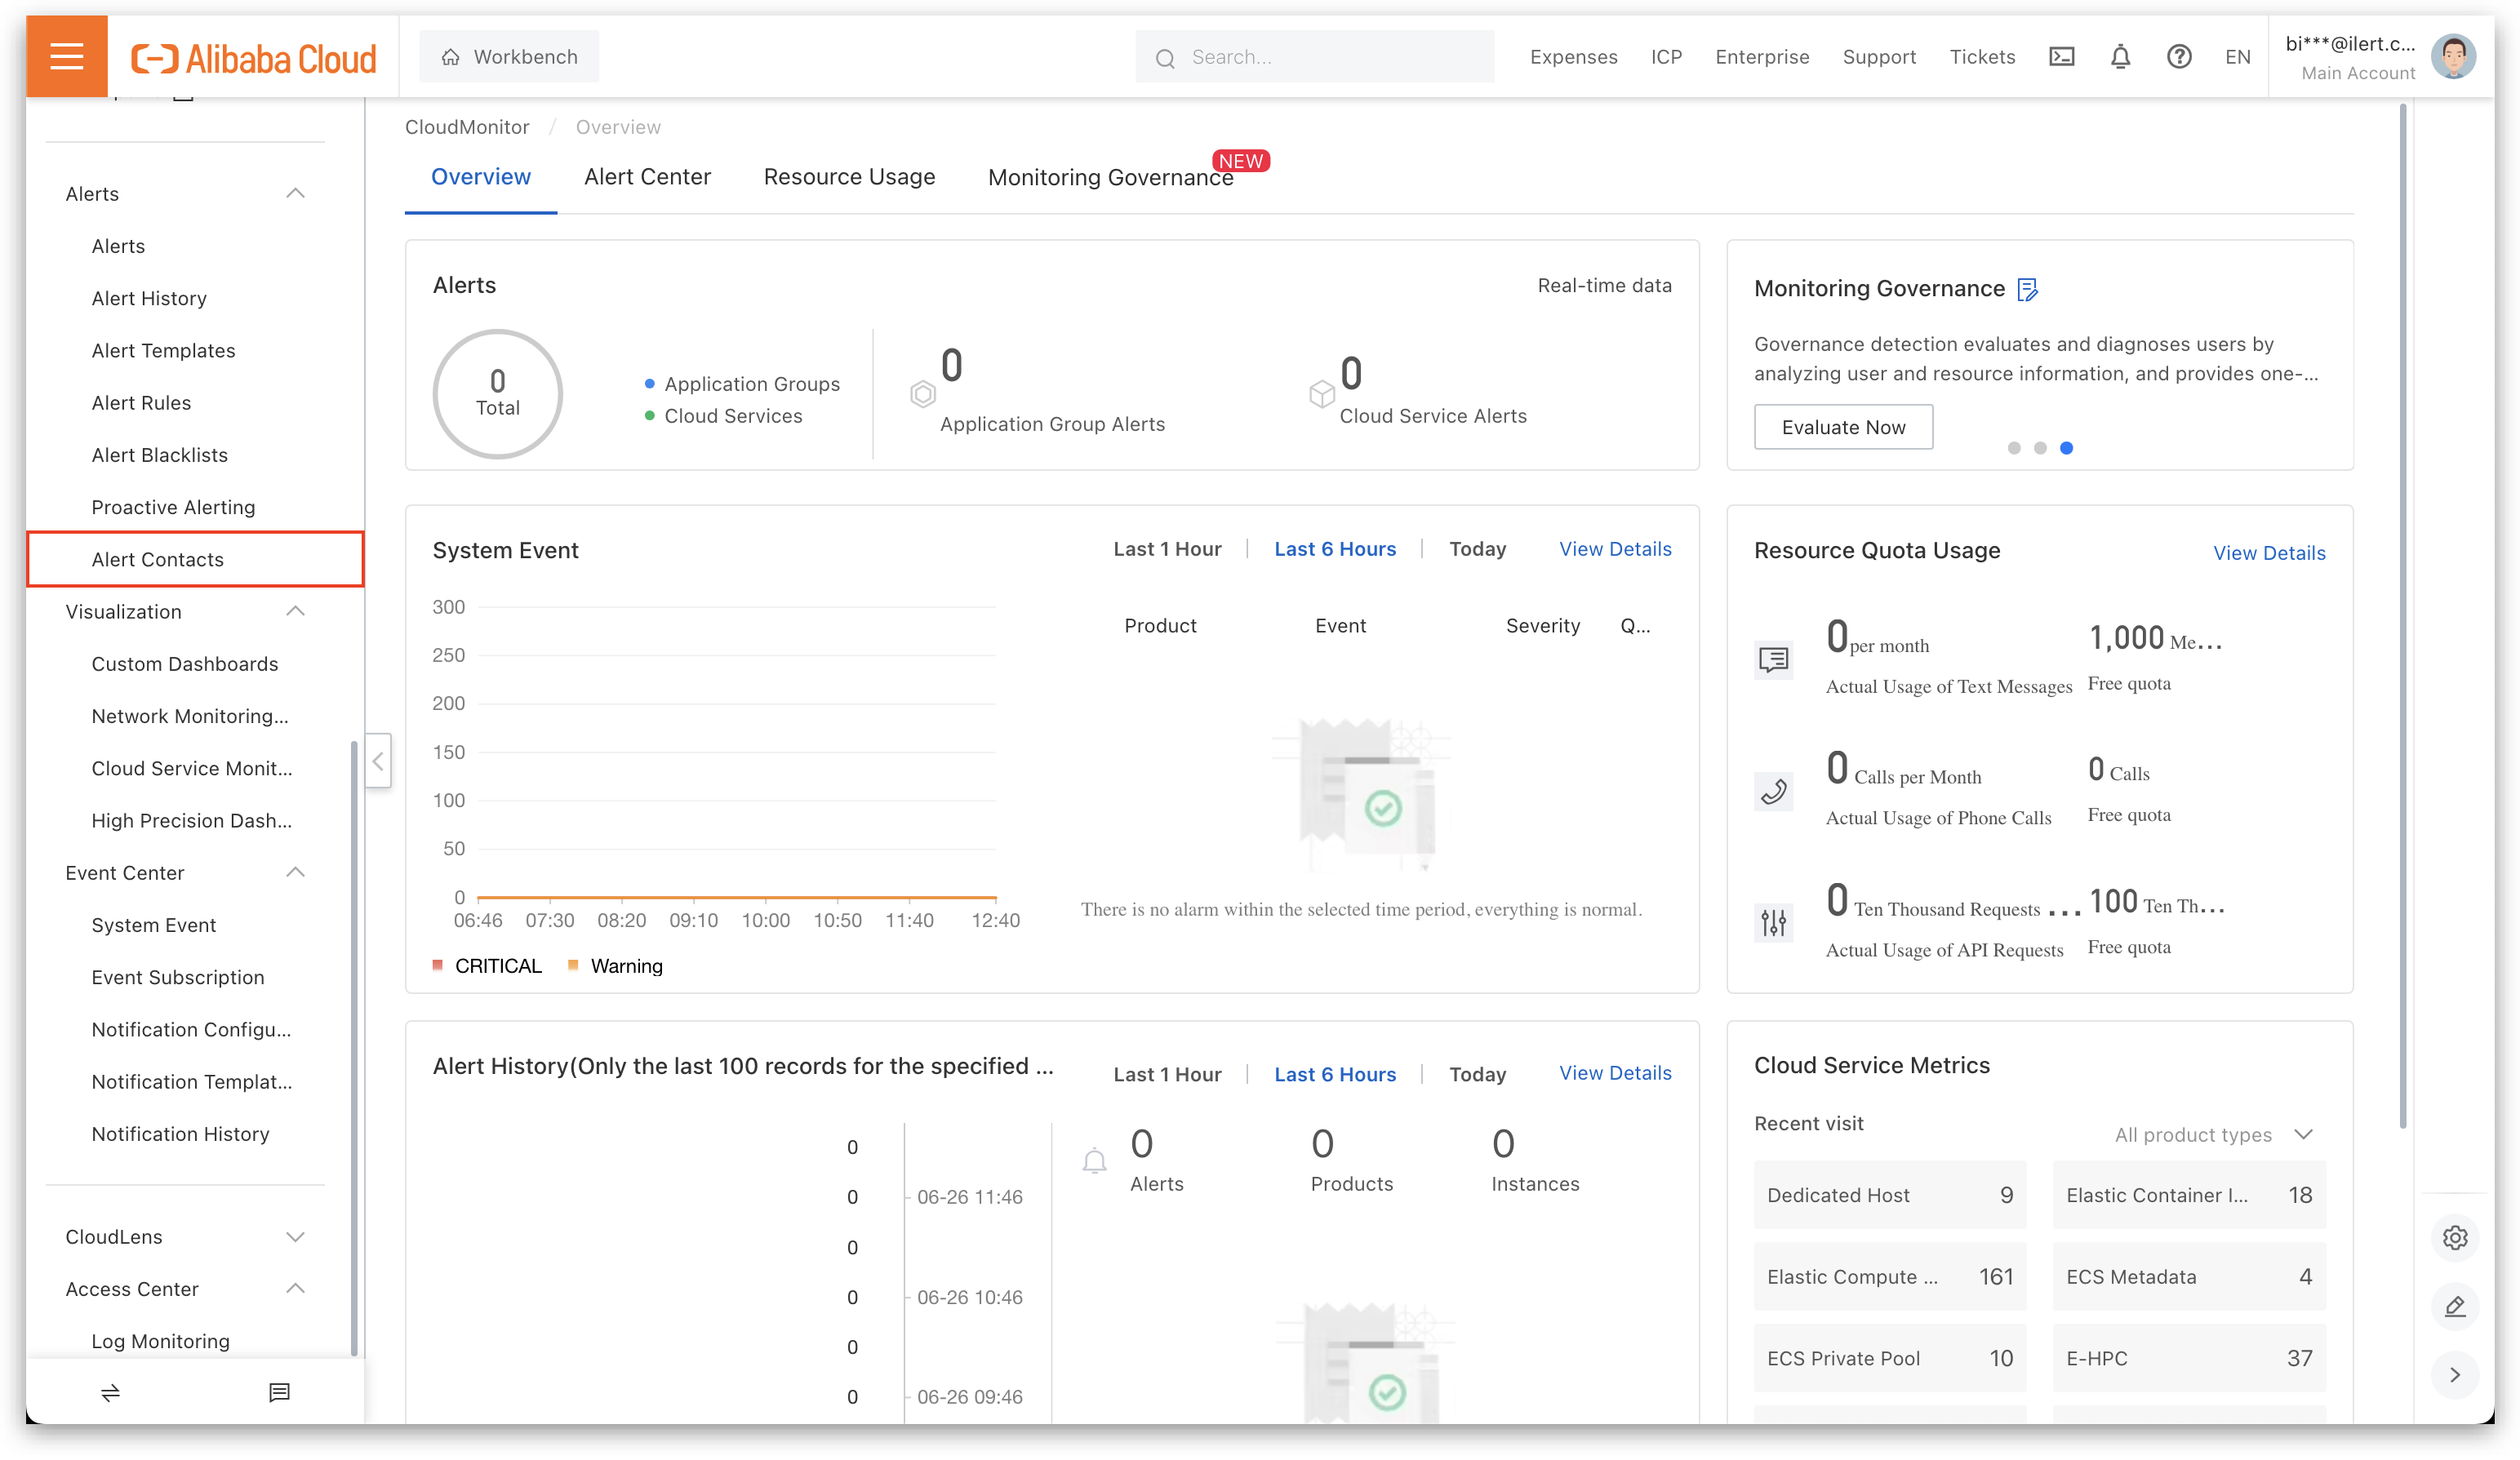 Alibaba Cloud
Workbench
Search...
Expenses
ICP
Enterprise
Support
Tickets
EN
bi***@ilert.c...
Main Account
Alerts
Alerts
Alert History
Alert Templates
Alert Rules
Alert Blacklists
Proactive Alerting
Alert Contacts
Visualization
Custom Dashboards
Network Monitoring...
Cloud Service Monit...
High Precision Dash...
Event Center
System Event
Event Subscription
Notification Configu...
Notification Templat...
Notification History
CloudLens
Access Center
Log Monitoring
CloudMonitor / Overview
Overview
Alert Center
Resource Usage
Monitoring Governance
NEW
Alerts
Real-time data
0
Total
Application Groups
Cloud Services
0
Application Group Alerts
0
Cloud Service Alerts
Monitoring Governance
Governance detection evaluates and diagnoses users by
analyzing user and resource information, and provides one-...
Evaluate Now
System Event
Last 1 Hour
Last 6 Hours
Today
View Details
300
250
200
150
100
50
0
06:46 07:30 08:20 09:10 10:00 10:50 11:40 12:40
CRITICAL Warning
Product Event Severity Q...
There is no alarm within the selected time period, everything is normal.
Resource Quota Usage
View Details
0 per month
Actual Usage of Text Messages
1,000 Me...
Free quota
0 Calls per Month
Actual Usage of Phone Calls
0 Calls
Free quota
0 Ten Thousand Requests ...
Actual Usage of API Requests
100 Ten Th...
Free quota
Alert History(Only the last 100 records for the specified ...
Last 1 Hour
Last 6 Hours
Today
View Details
0
0 06-26 11:46
0
0 06-26 10:46
0
0 06-26 09:46
0
Alerts
0
Products
0
Instances
Cloud Service Metrics
Recent visit
All product types
Dedicated Host 9
Elastic Container I... 18
Elastic Compute ... 161
ECS Metadata 4
ECS Private Pool 10
E-HPC 37